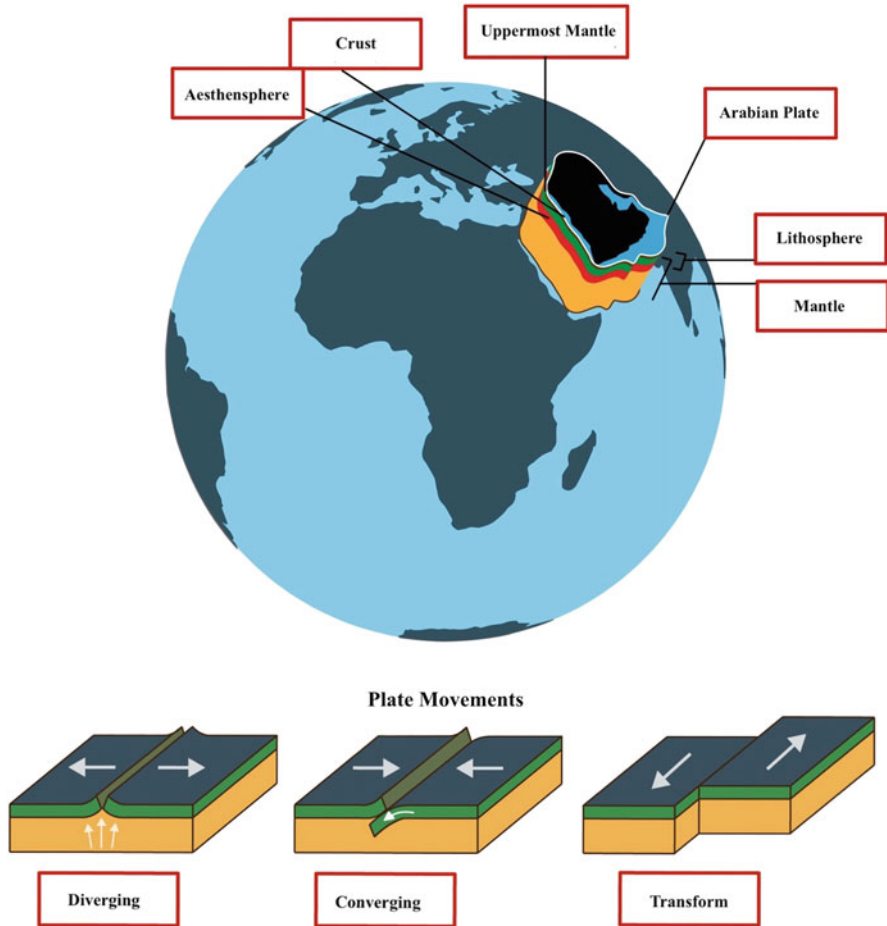 Uppermost Mantle
Crust
Aesthensphere
Arabian Plate
Lithosphere
Mantle
Plate Movements
Diverging
Converging
Transform